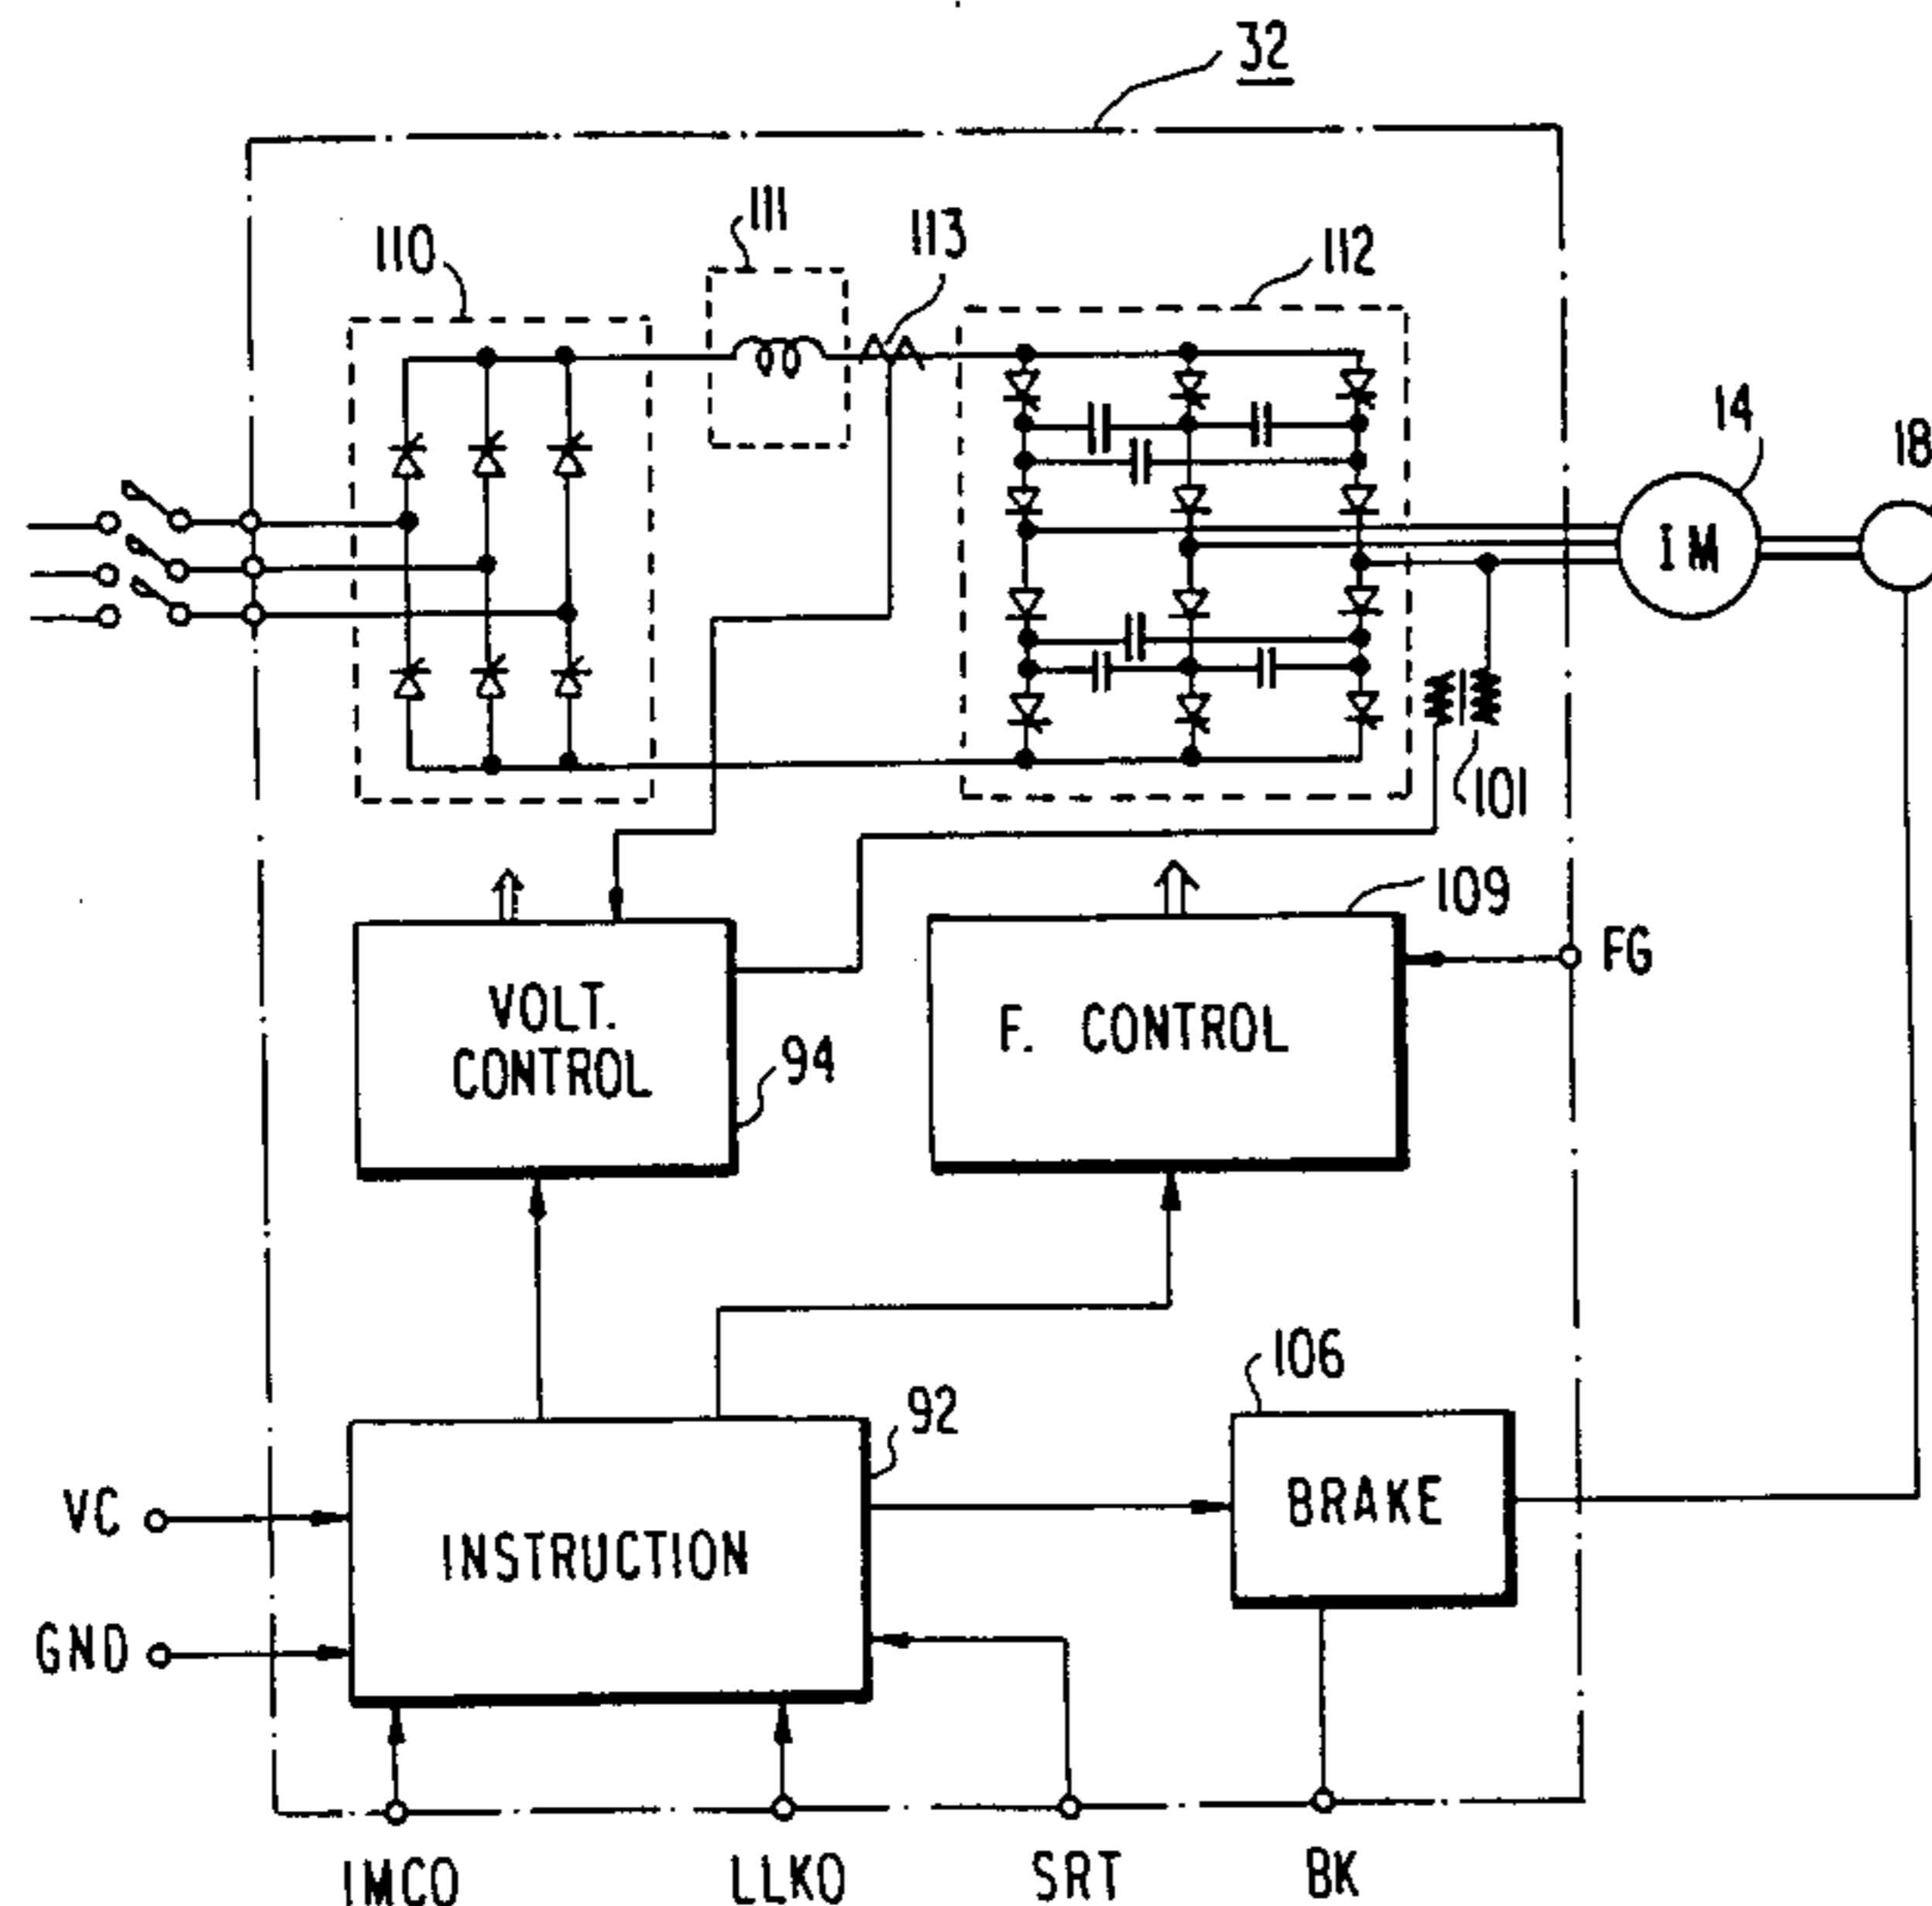 32
111
113
110
112
14
18
IM
101
109
FG
VOLT.
CONTROL
F. CONTROL
94
106
92
VC
BRAKE
INSTRUCTION
GND
IMCO
LLKO
SRT
BK